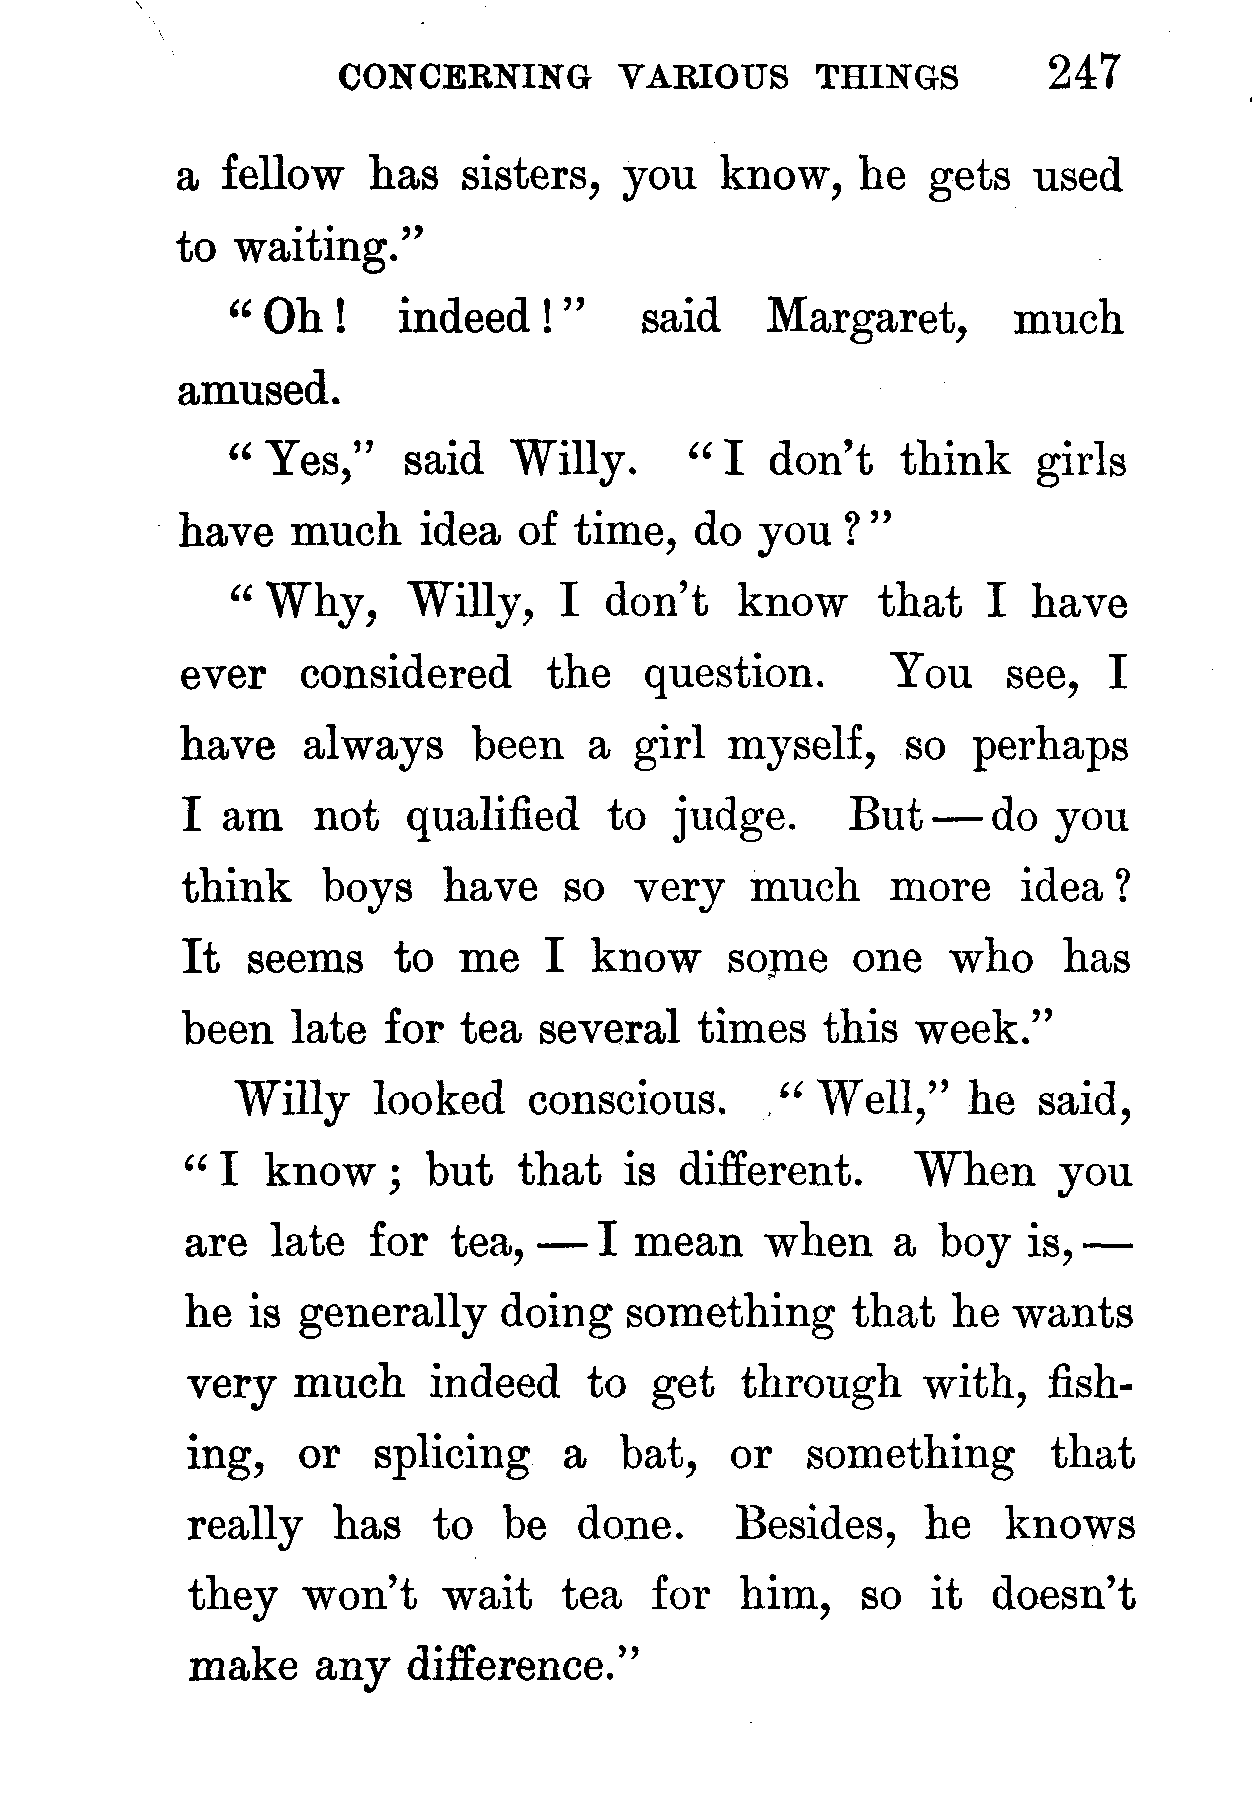 CONCERNING VARIOUS THINGS 247
a fellow has sisters, you know, he gets used
to waiting.”
“Oh! indeed!” said Margaret, much
amused.
“Yes,” said Willy. “I don’t think girls
have much idea of time, do you?”
“Why, Willy, I don’t know that I have
ever considered the question. You see, I
have always been a girl myself, so perhaps
I am not qualified to judge. But—do you
think boys have so very much more idea?
It seems to me I know some one who has
been late for tea several times this week.”
Willy looked conscious. “Well,” he said,
“I know; but that is different. When you
are late for tea,—I mean when a boy is,—
he is generally doing something that he wants
very much indeed to get through with, fish-
ing, or splicing a bat, or something that
really has to be done. Besides, he knows
they won’t wait tea for him, so it doesn’t
make any difference.”